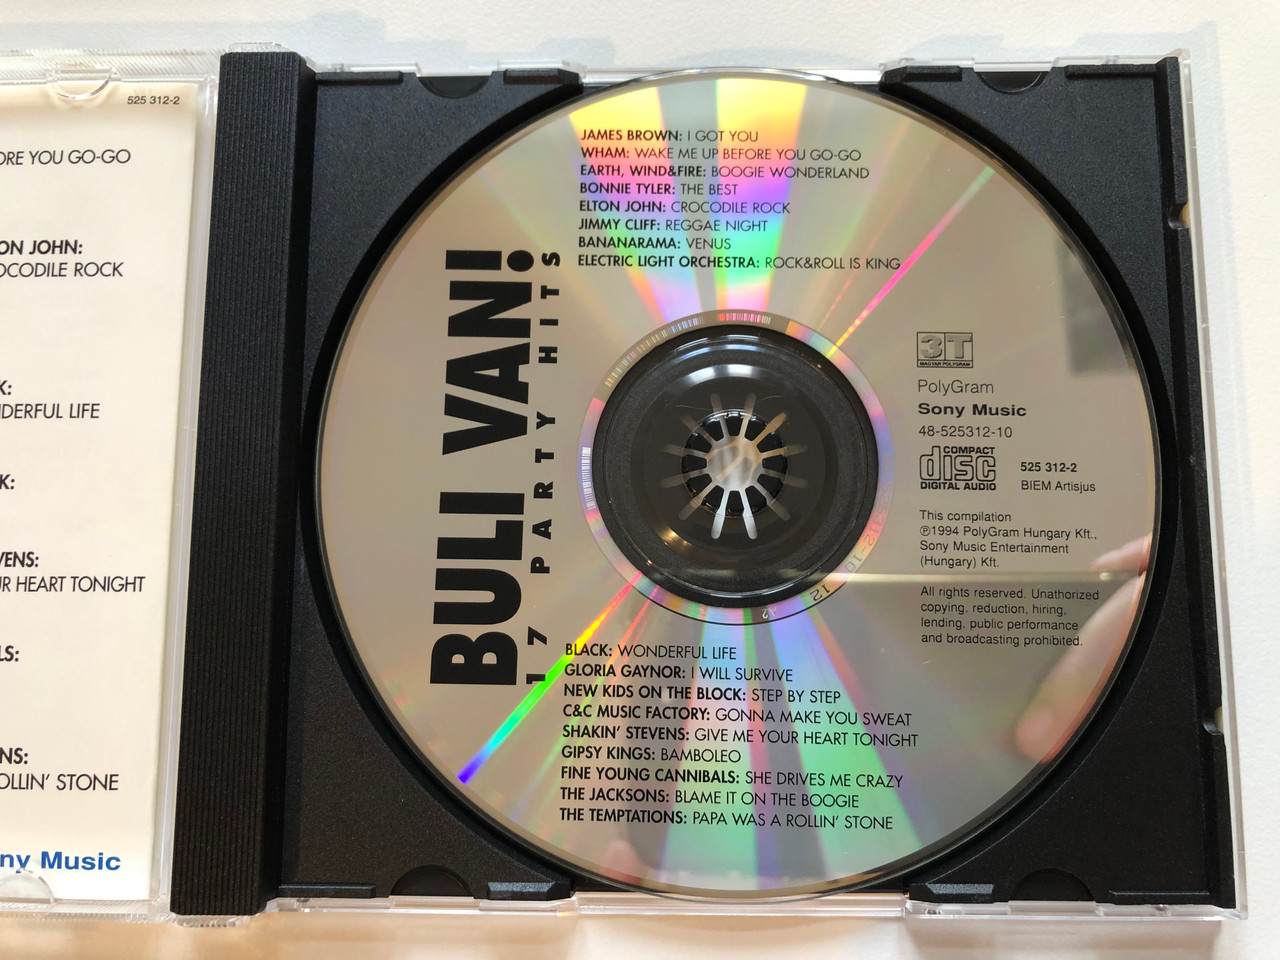 525 312-2
ORE YOU GO-GO
ON JOHN:
OCODILE ROCK
K:
NDERFUL LIFE
K:
VENS:
UR HEART TONIGHT
LS:
NS:
OLLIN' STONE
ny Music
BULI VAN!
17 PARTY HITS
JAMES BROWN: I GOT YOU
WHAM: WAKE ME UP BEFORE YOU GO-GO
EARTH, WIND&FIRE: BOOGIE WONDERLAND
BONNIE TYLER: THE BEST
ELTON JOHN: CROCODILE ROCK
JIMMY CLIFF: REGGAE NIGHT
BANANARAMA: VENUS
ELECTRIC LIGHT ORCHESTRA: ROCK&ROLL IS KING
3T
MAGYAR POLYGRAM
PolyGram
Sony Music
48-525312-10
COMPACT
disc
DIGITAL AUDIO
525 312-2
BIEM Artisjus
This compilation
℗1994 PolyGram Hungary Kft.,
Sony Music Entertainment
(Hungary) Kft.
All rights reserved. Unathorized
copying, reduction, hiring,
lending, public performance
and broadcasting prohibited.
BLACK: WONDERFUL LIFE
GLORIA GAYNOR: I WILL SURVIVE
NEW KIDS ON THE BLOCK: STEP BY STEP
C&C MUSIC FACTORY: GONNA MAKE YOU SWEAT
SHAKIN' STEVENS: GIVE ME YOUR HEART TONIGHT
GIPSY KINGS: BAMBOLEO
FINE YOUNG CANNIBALS: SHE DRIVES ME CRAZY
THE JACKSONS: BLAME IT ON THE BOOGIE
THE TEMPTATIONS: PAPA WAS A ROLLIN' STONE